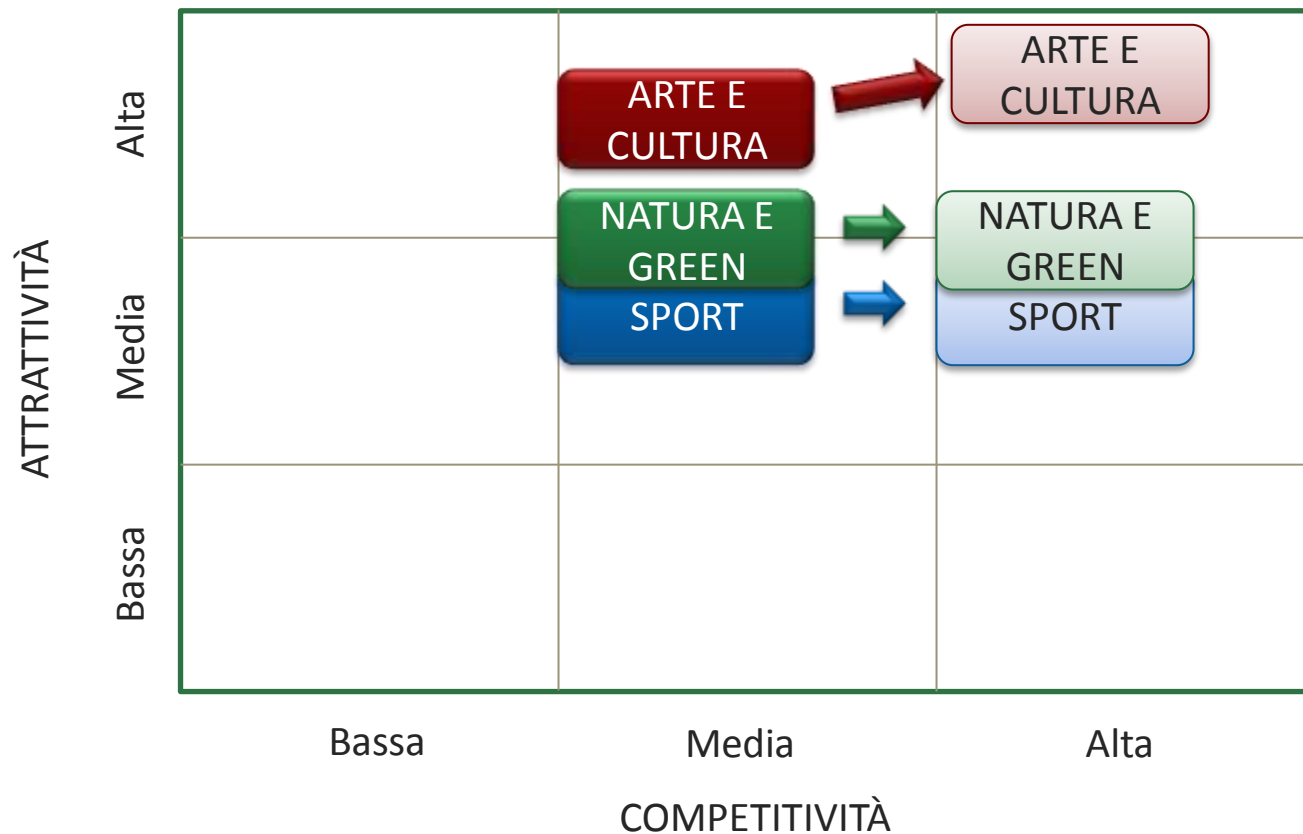 ATTRATTIVITÀ
Alta
Media
Bassa
ARTE E
CULTURA
ARTE E
CULTURA
NATURA E
GREEN
NATURA E
GREEN
SPORT
SPORT
Bassa
Media
Alta
COMPETITIVITÀ